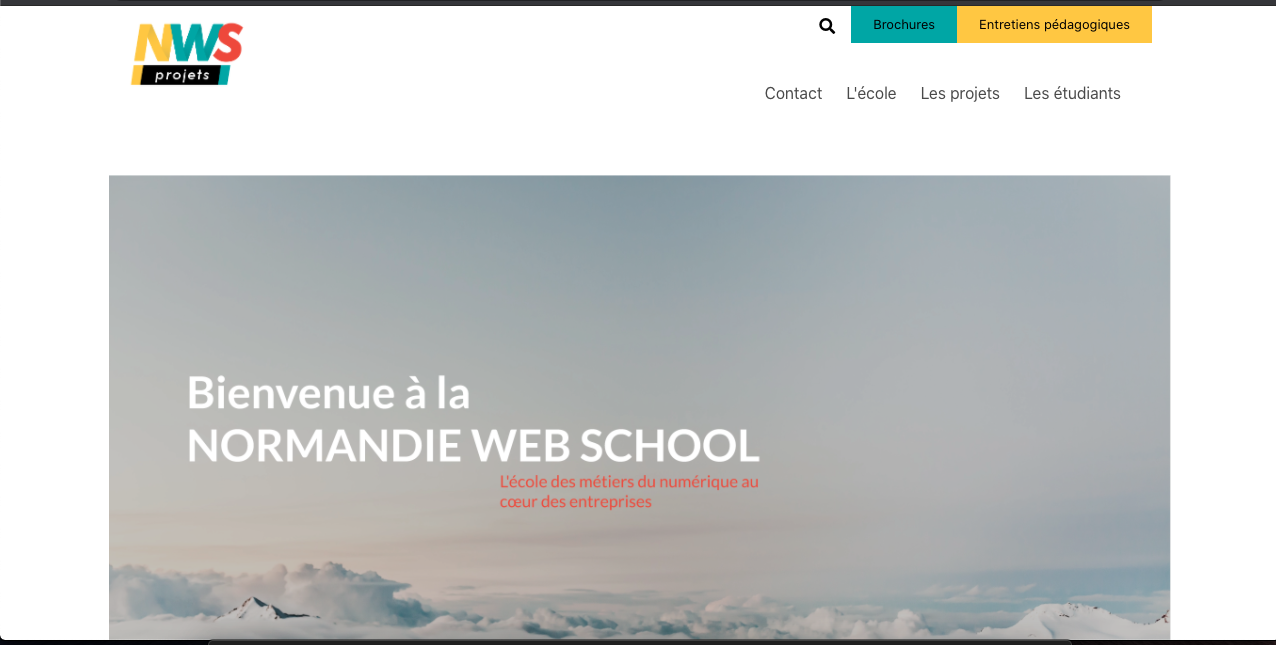 NWS
projets
Brochures
Entretiens pédagogiques
Contact
L'école
Les projets
Les étudiants
Bienvenue à la
NORMANDIE WEB SCHOOL
L'école des métiers du numérique au
cœur des entreprises